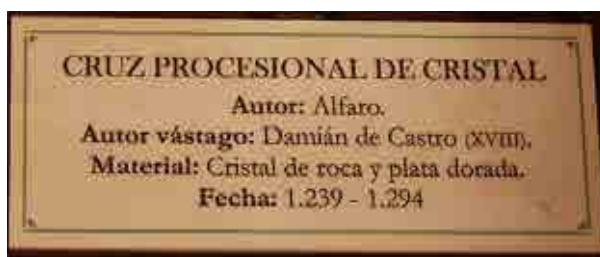 CRUZ PROCESIONAL DE CRISTAL
Autor: Alfaro.
Autor vástago: Damián de Castro (XVIII).
Material: Cristal de roca y plata dorada.
Fecha: 1.239 - 1.294